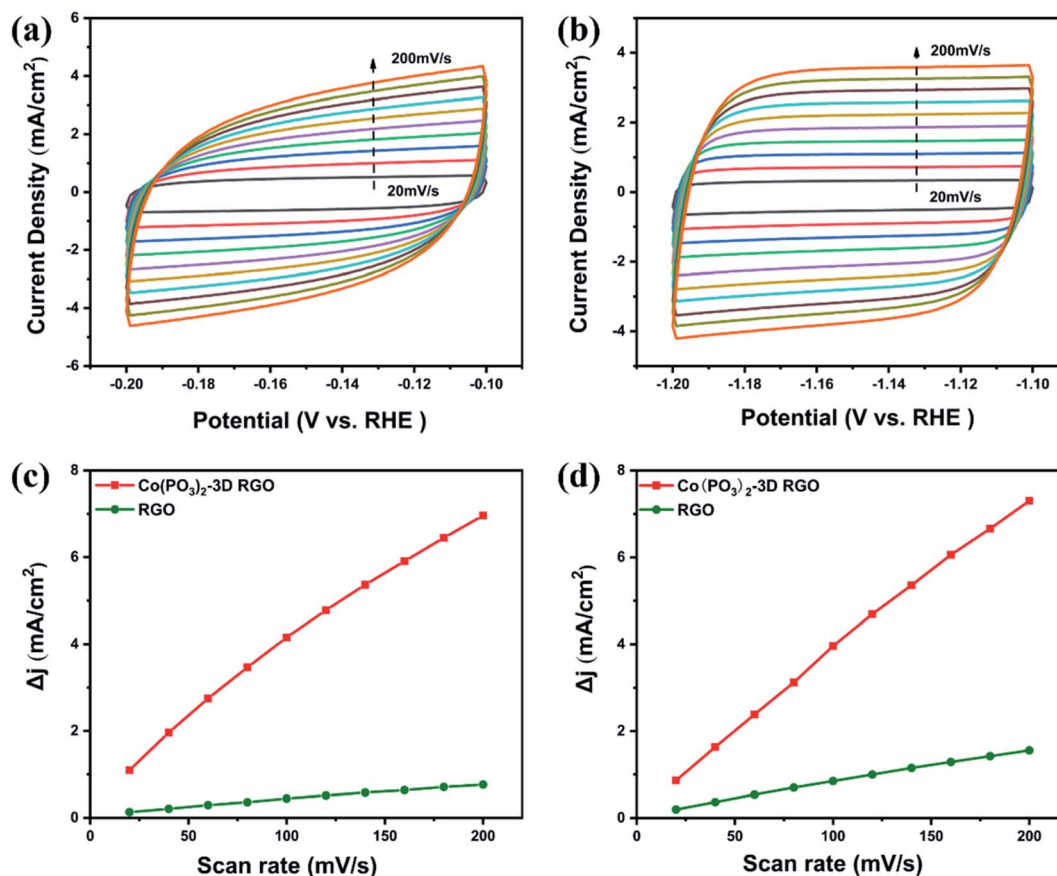 (a)
200mV/s
20mV/s
Current Density (mA/cm²)
6
4
2
0
-2
-4
-6
-0.20
-0.18
-0.16
-0.14
-0.12
-0.10
Potential (V vs. RHE )
(b)
200mV/s
20mV/s
Current Density (mA/cm²)
4
2
0
-2
-4
-1.20
-1.18
-1.16
-1.14
-1.12
-1.10
Potential (V vs. RHE )
(c)
Co(PO₃)₂-3D RGO
RGO
Δj (mA/cm²)
8
6
4
2
0
0
50
100
150
200
Scan rate (mV/s)
(d)
Co(PO₃)₂-3D RGO
RGO
Δj (mA/cm²)
8
6
4
2
0
0
50
100
150
200
Scan rate (mV/s)